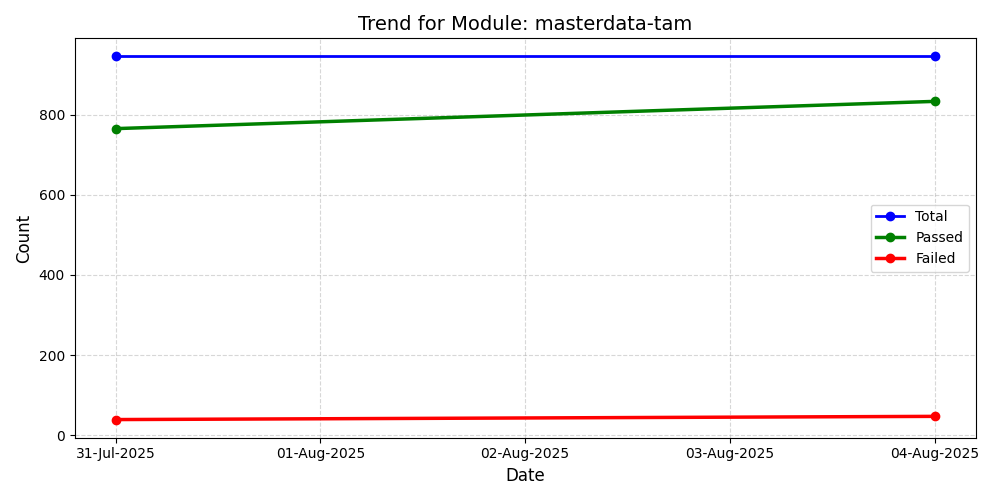 Trend for Module: masterdata-tam
Count
800
600
400
200
0
Total
Passed
Failed
31-Jul-2025 01-Aug-2025 02-Aug-2025 03-Aug-2025 04-Aug-2025
Date